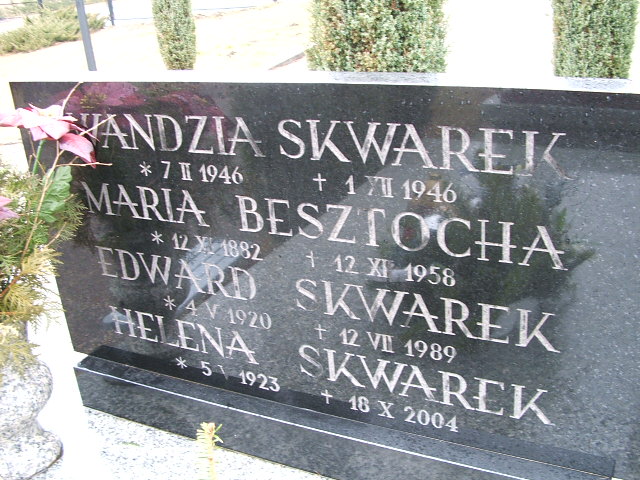 WANDZIA SKWAREK
* 7 II 1946 + 1 VII 1946
MARIA BESZTOCHA
* 12 XI 1882 + 12 XI 1958
EDWARD SKWAREK
* 4 V 1920 + 12 VII 1989
HELENA SKWAREK
* 5 V 1923 + 18 X 2004